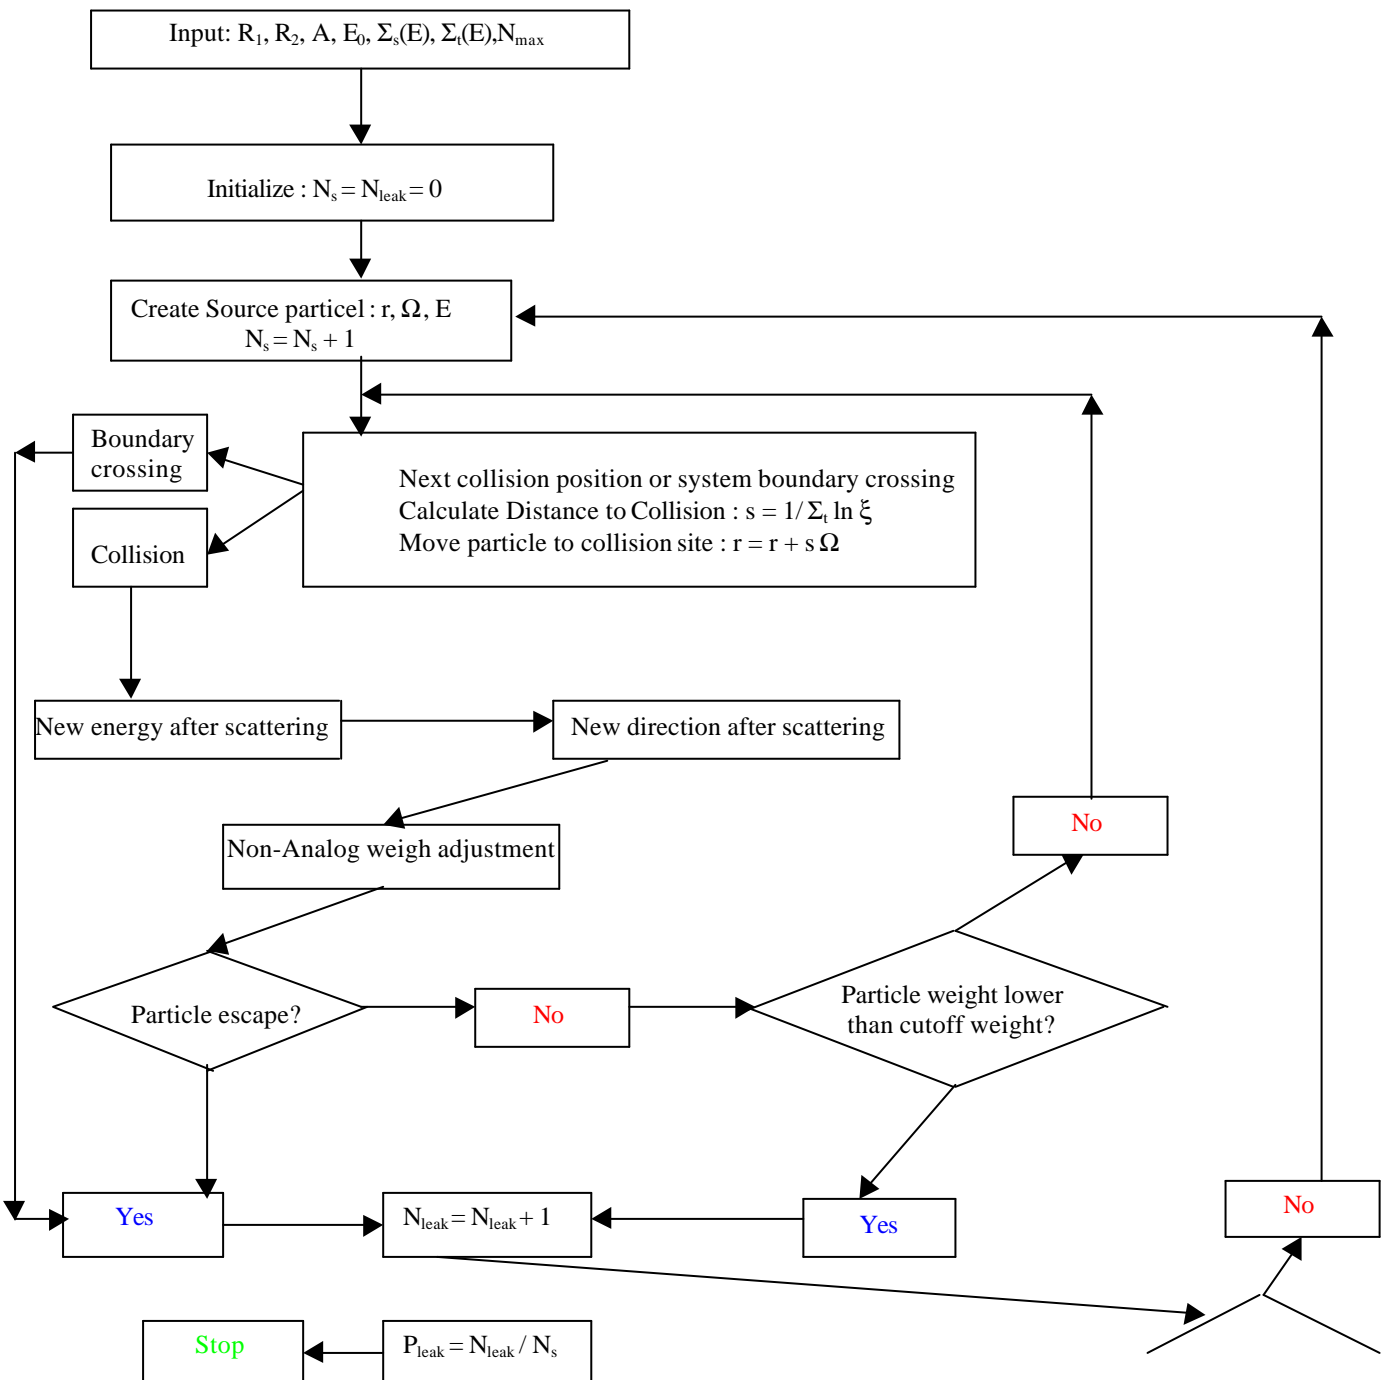 Input: R₁, R₂, A, E₀, Σₛ(E), Σₜ(E),Nₘₐₓ
Initialize : Nₛ = Nₗₑₐₖ = 0
Create Source particel : r, Ω, E
Nₛ = Nₛ + 1
Boundary
crossing
Next collision position or system boundary crossing
Calculate Distance to Collision : s = 1/ Σₜ ln ξ
Move particle to collision site : r = r + s Ω
Collision
New energy after scattering
New direction after scattering
No
Non-Analog weigh adjustment
Particle escape?
No
Particle weight lower
than cutoff weight?
Yes
Nₗₑₐₖ = Nₗₑₐₖ + 1
Yes
No
Stop
Pₗₑₐₖ = Nₗₑₐₖ / Nₛ